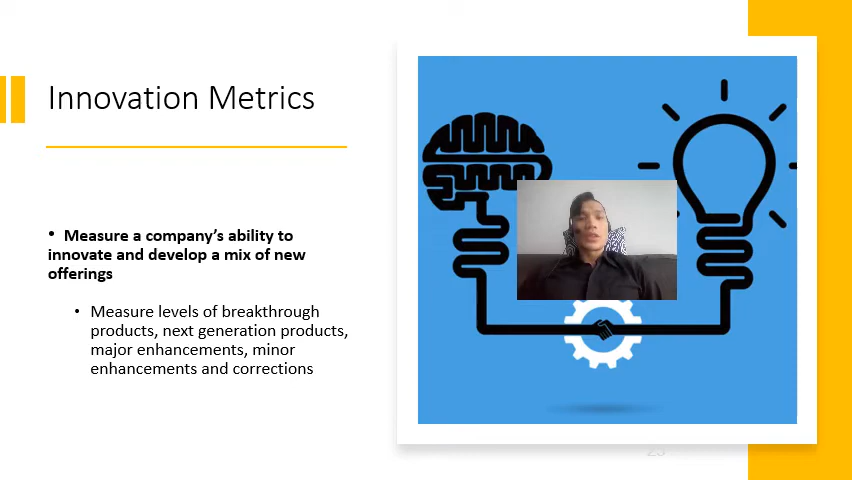 Innovation Metrics
• Measure a company’s ability to
innovate and develop a mix of new
offerings
• Measure levels of breakthrough
products, next generation products,
major enhancements, minor
enhancements and corrections
23